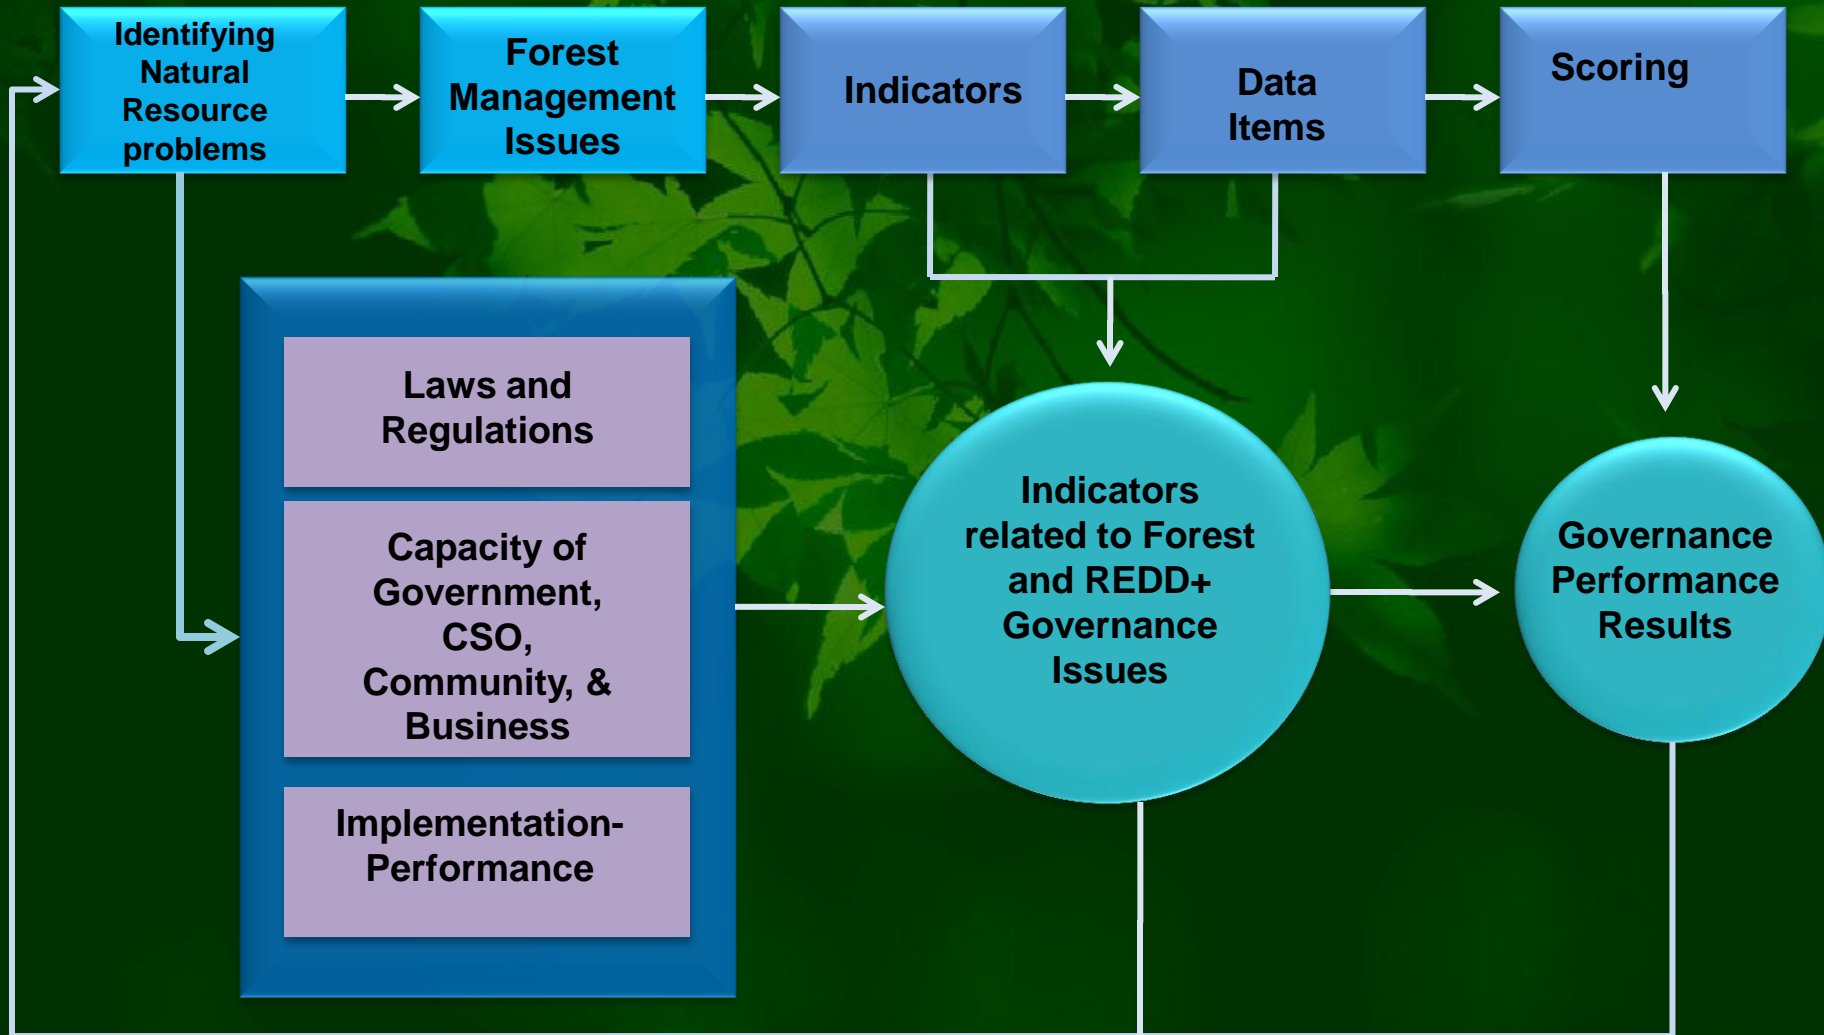 Identifying
Natural
Resource
problems
Forest
Management
Issues
Indicators
Data
Items
Scoring
Laws and
Regulations
Capacity of
Government,
CSO,
Community, &
Business
Implementation-
Performance
Indicators
related to Forest
and REDD+
Governance
Issues
Governance
Performance
Results